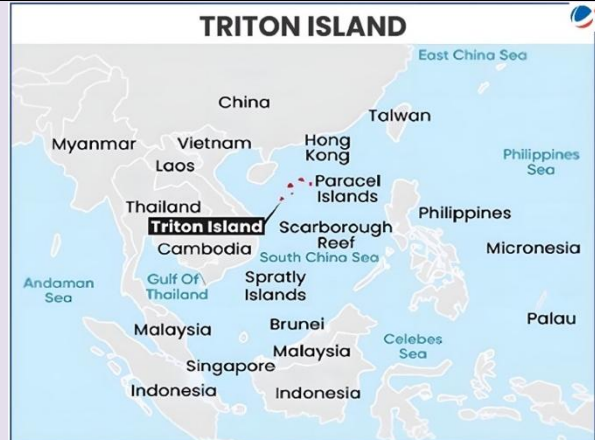 TRITON ISLAND
East China Sea
China
Talwan
Myanmar
Vietnam
Hong
Kong
Laos
Philippines
Sea
Paracel
Islands
Thailand
Triton Island
Scarborough
Reef
Philippines
Cambodia
South China Sea
Micronesia
Andaman
Sea
Gulf Of
Thailand
Spratly
Islands
Malaysia
Brunei
Palau
Malaysia
Celebes
Sea
Singapore
Indonesia
Indonesia